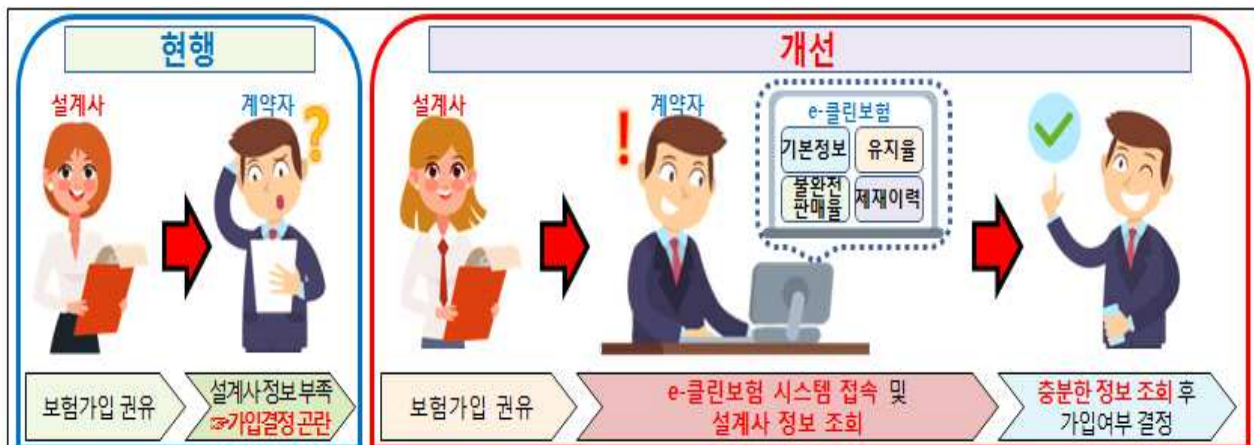 현행
개선
설계사
계약자
?
설계사
!
계약자
e-클린보험
기본정보
유지율
불완전
판매율
제재이력
보험가입 권유
설계사정보 부족
☞가입결정 곤란
보험가입 권유
e-클린보험 시스템 접속 및
설계사 정보 조회
충분한 정보 조회 후
가입여부 결정